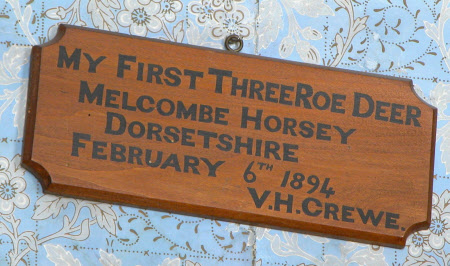 My First Three Roe Deer
Melcombe Horsey
Dorsetshire
February 6th 1894
V.H. Crewe.